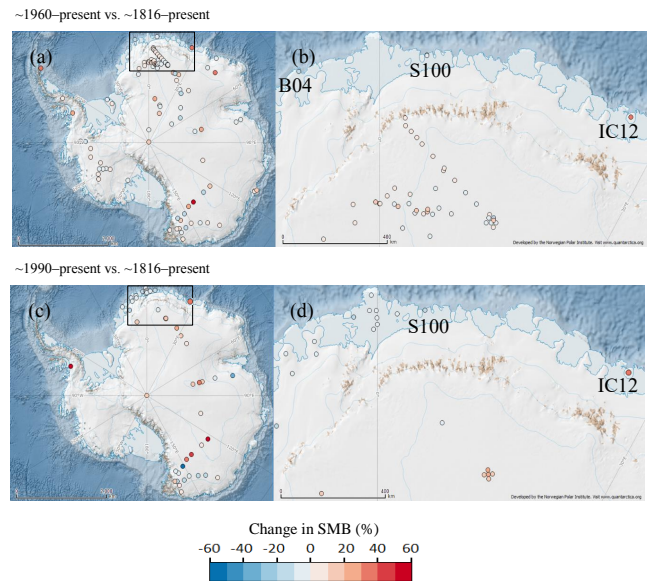 ~1960–present vs. ~1816–present
(a)
(b)
B04
S100
IC12
400
km
Developed by the Norwegian Polar Institute. Visit www.quantarctica.org
~1990–present vs. ~1816–present
(c)
(d)
S100
IC12
400
km
Developed by the Norwegian Polar Institute. Visit www.quantarctica.org
Change in SMB (%)
-60 -40 -20 0 20 40 60